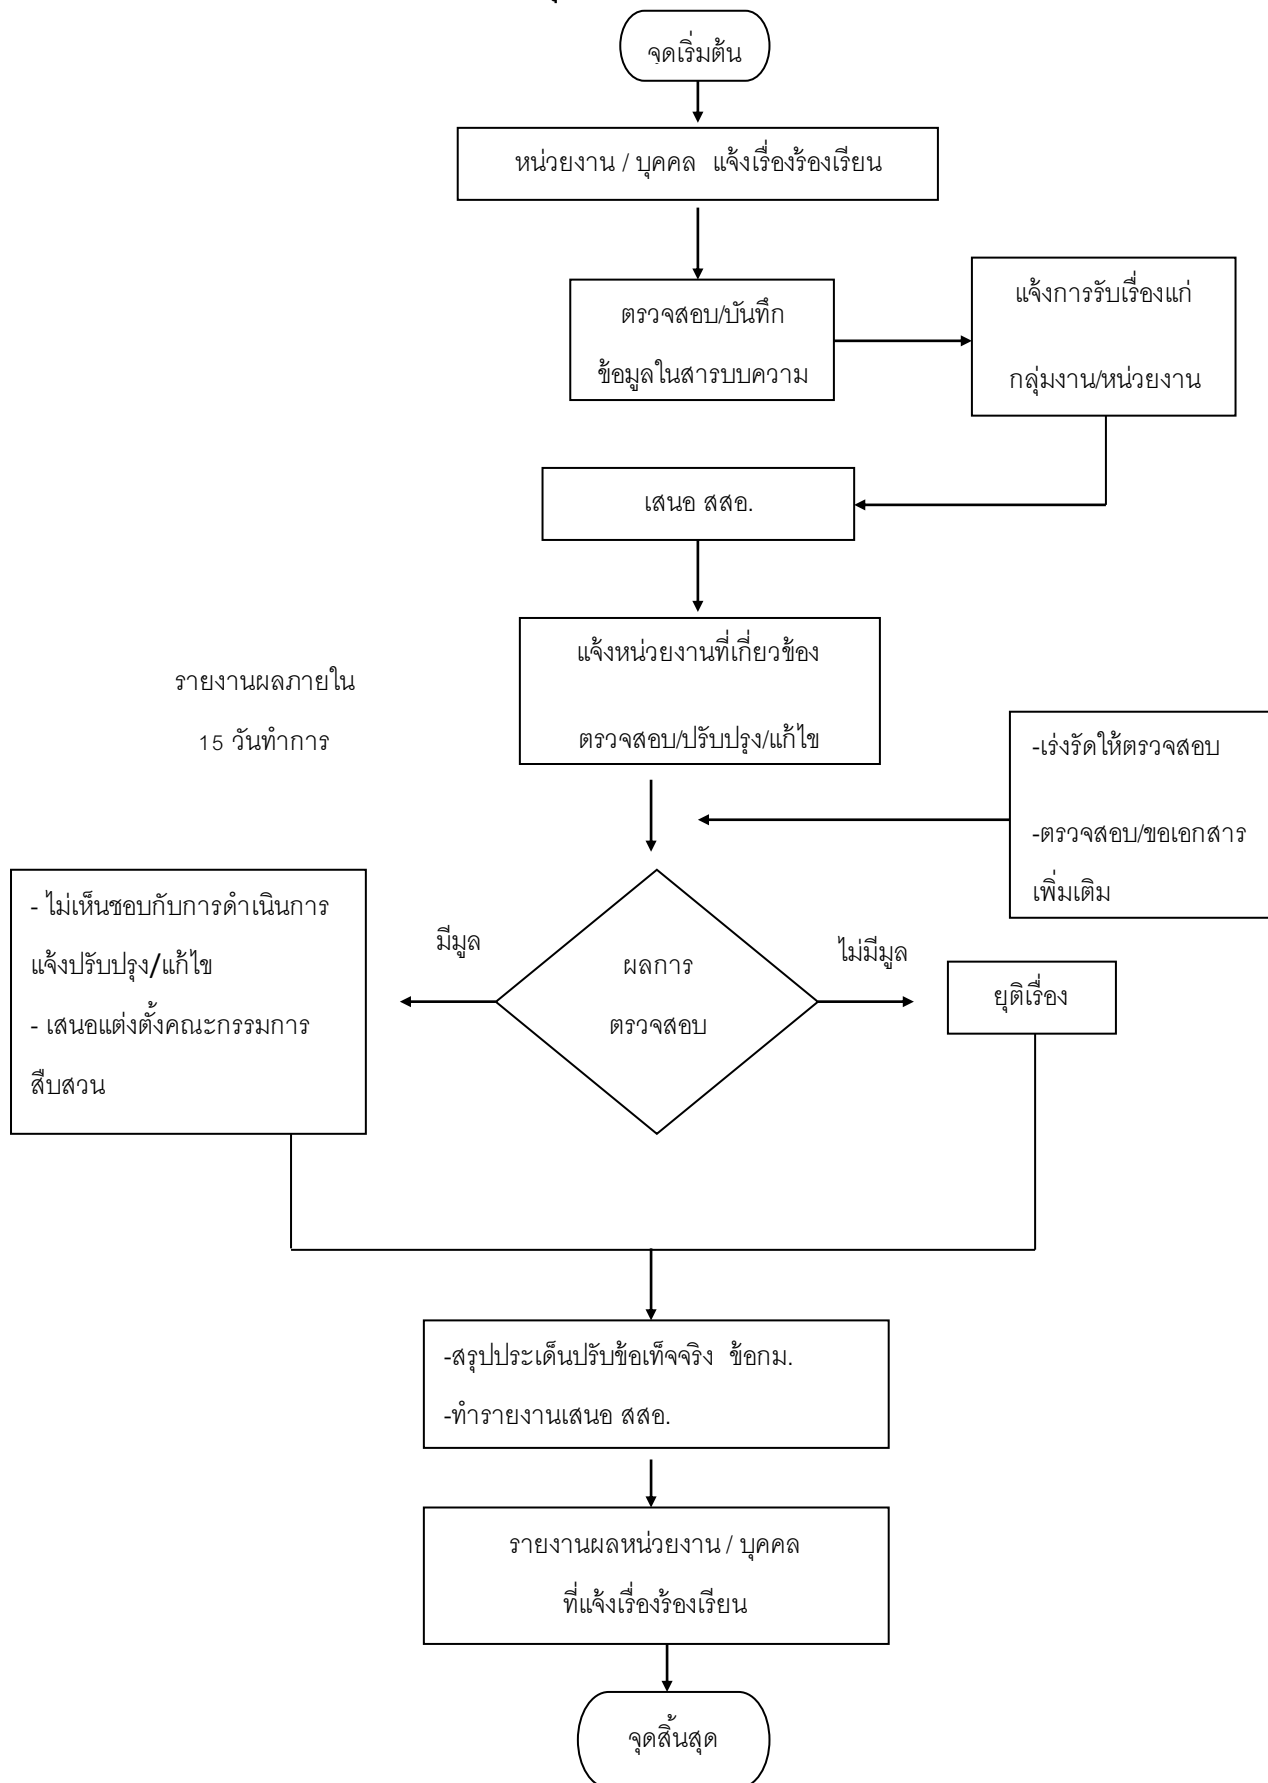 จุดเริ่มต้น
หน่วยงาน / บุคคล แจ้งเรื่องร้องเรียน
ตรวจสอบ/บันทึก
ข้อมูลในสารบบความ
แจ้งการรับเรื่องแก่
กลุ่มงาน/หน่วยงาน
เสนอ สสอ.
แจ้งหน่วยงานที่เกี่ยวข้อง
ตรวจสอบ/ปรับปรุง/แก้ไข
รายงานผลภายใน
15 วันทำการ
-เร่งรัดให้ตรวจสอบ
-ตรวจสอบ/ขอเอกสาร
เพิ่มเติม
- ไม่เห็นชอบกับการดำเนินการ
แจ้งปรับปรุง/แก้ไข
- เสนอแต่งตั้งคณะกรรมการ
สืบสวน
มีมูล
ผลการ
ตรวจสอบ
ไม่มีมูล
ยุติเรื่อง
-สรุปประเด็นปรับข้อเท็จจริง ข้อกม.
-ทำรายงานเสนอ สสอ.
รายงานผลหน่วยงาน / บุคคล
ที่แจ้งเรื่องร้องเรียน
จุดสิ้นสุด